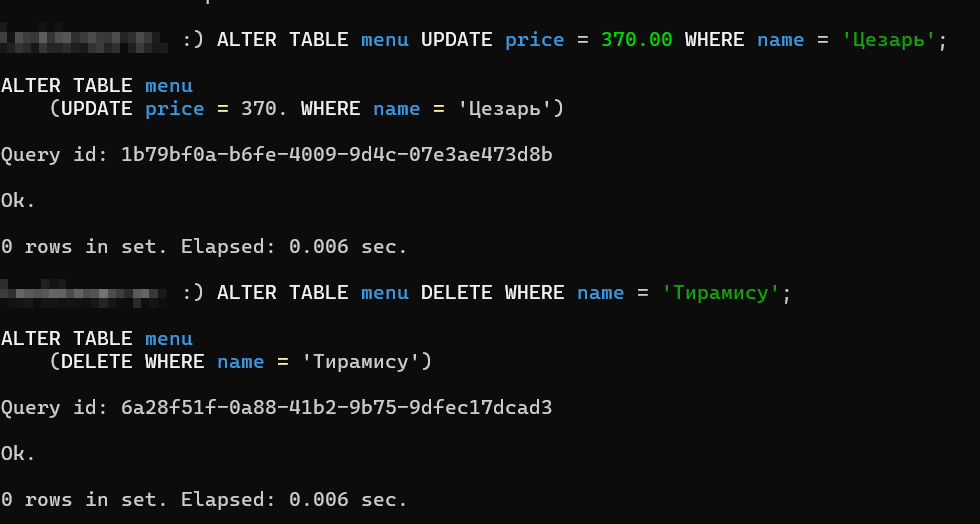 :) ALTER TABLE menu UPDATE price = 370.00 WHERE name = 'Цезарь';
ALTER TABLE menu
(UPDATE price = 370. WHERE name = 'Цезарь')
Query id: 1b79bf0a-b6fe-4009-9d4c-07e3ae473d8b
Ok.
0 rows in set. Elapsed: 0.006 sec.
:) ALTER TABLE menu DELETE WHERE name = 'Тирамису';
ALTER TABLE menu
(DELETE WHERE name = 'Тирамису')
Query id: 6a28f51f-0a88-41b2-9b75-9dfec17dcad3
Ok.
0 rows in set. Elapsed: 0.006 sec.